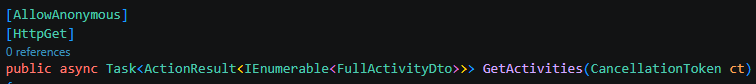 [AllowAnonymous]
[HttpGet]
0 references
public async Task<ActionResult<IEnumerable<FullActivityDto>>> GetActivities(CancellationToken ct)